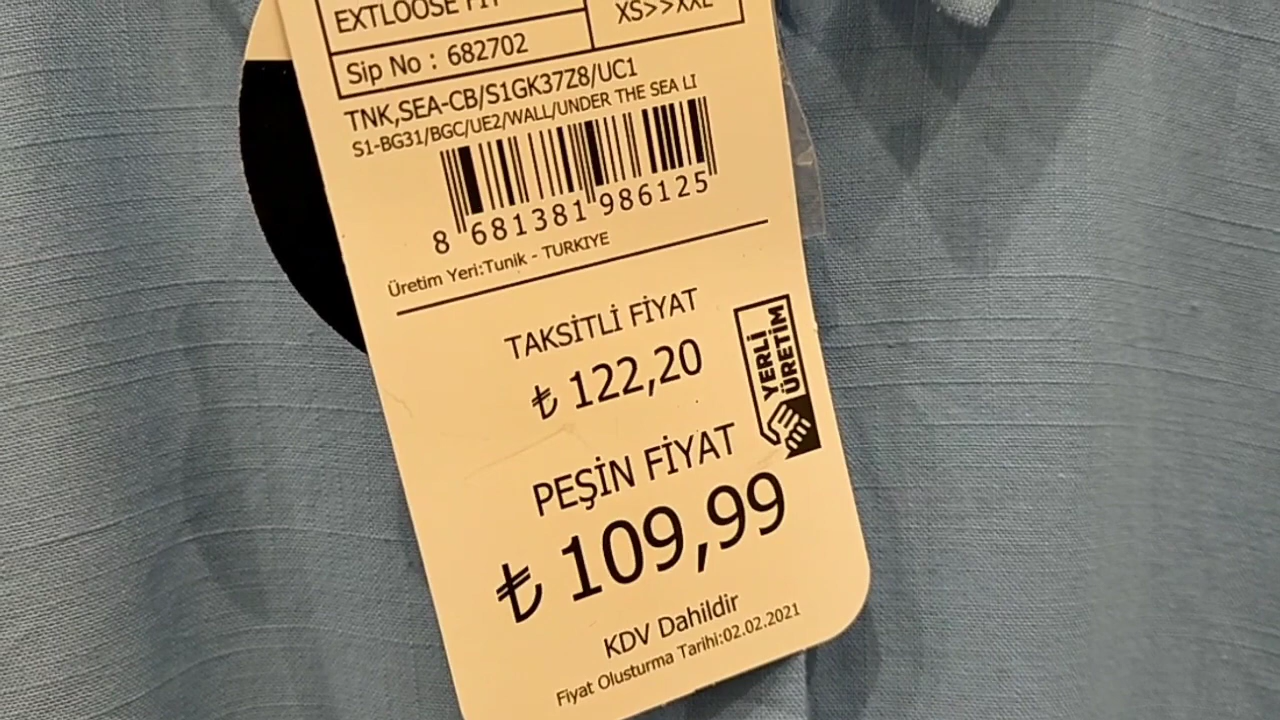 EXTLOOSE FIT
XS>>XXL
Sip No : 682702
TNK,SEA-CB/S1GK37Z8/UC1
S1-BG31/BGC/UE2/WALL/UNDER THE SEA LI
8 681381 986125
Üretim Yeri:Tunik - TURKIYE
TAKSİTLİ FİYAT
₺ 122,20
YERLİ
ÜRETİM
PEŞİN FİYAT
₺ 109,99
KDV Dahildir
Fiyat Olusturma Tarihi:02.02.2021